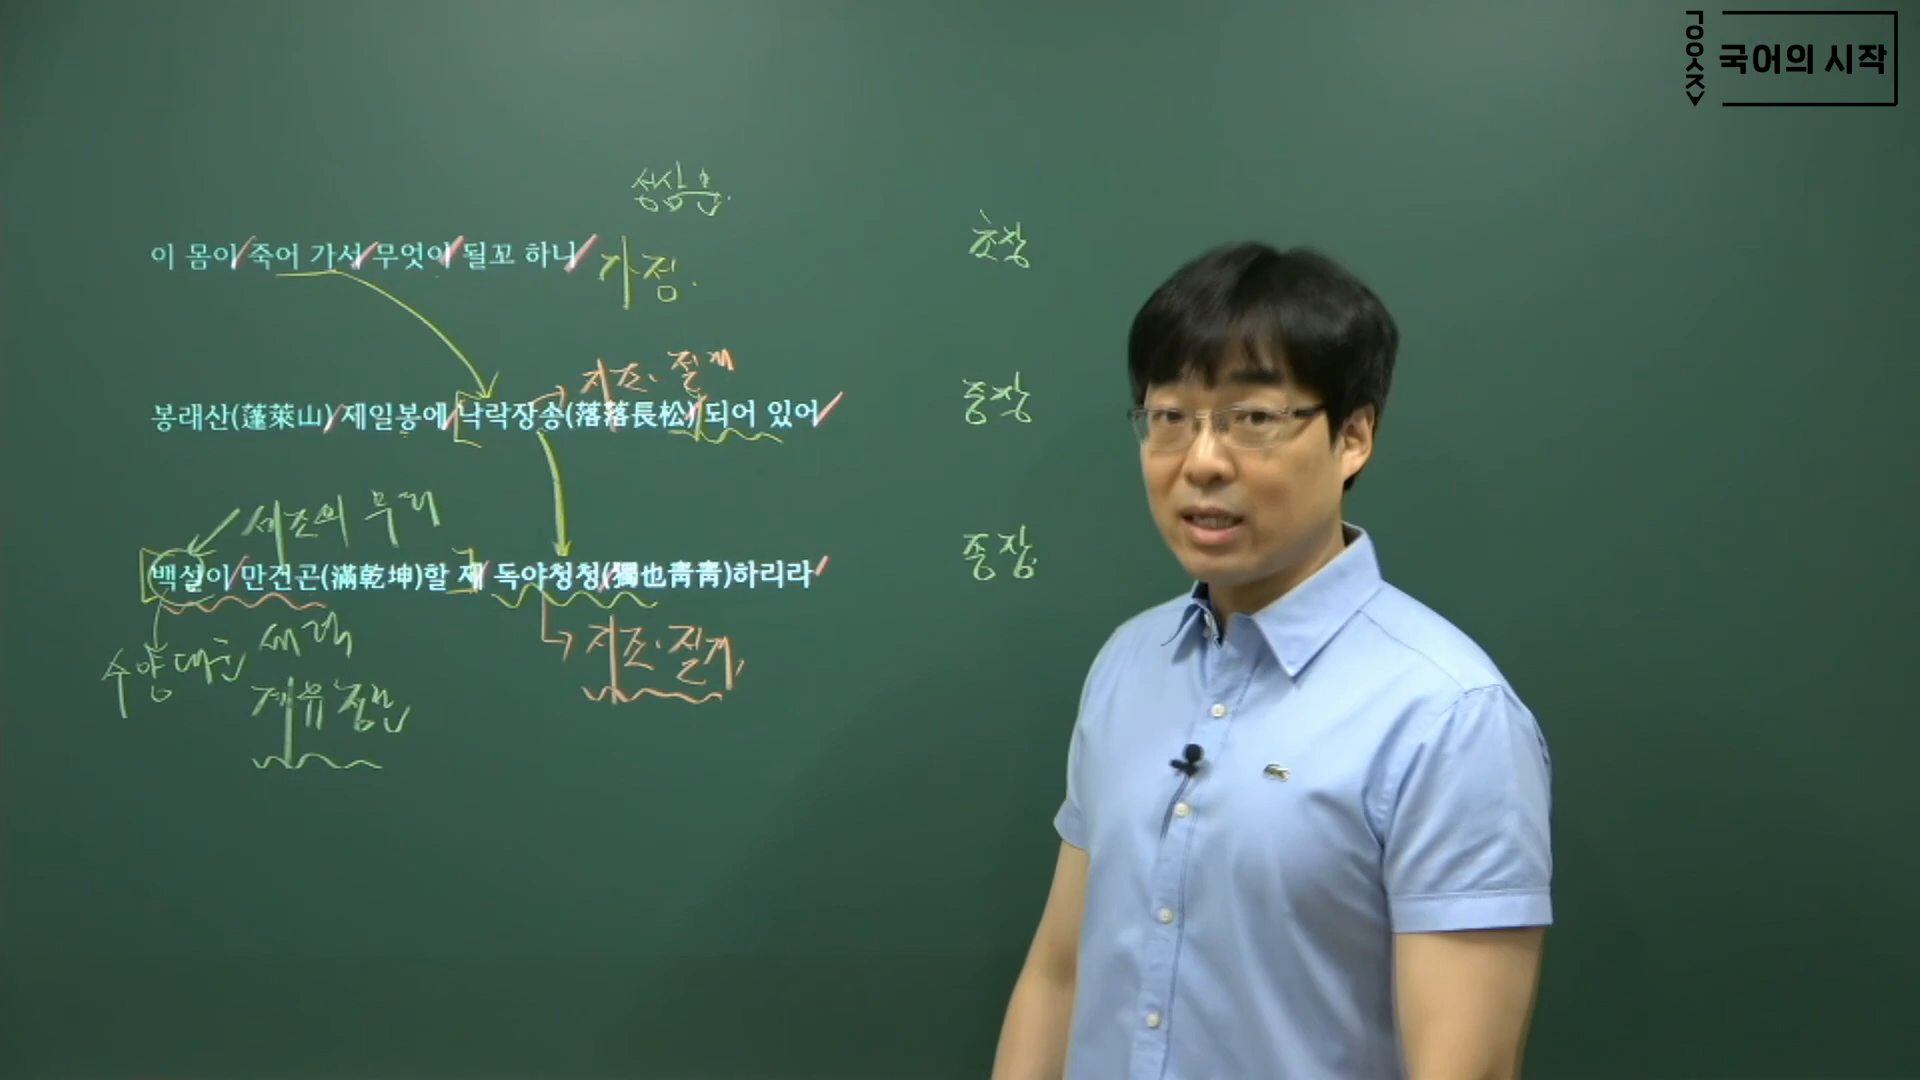 ㄱㅇㅇㅅㅈ
국어의 시작
성삼문.
이 몸이 죽어 가서 무엇이 될꼬 하니
가정.
초장
지조·절개
봉래산(蓬萊山) 제일봉에 낙락장송(落落長松) 되어 있어
중장
세조의 무리
백설이 만건곤(滿乾坤)할 제 독야청청(獨也靑靑)하리라
종장
수양대군 세력
지조·절개
계유정난